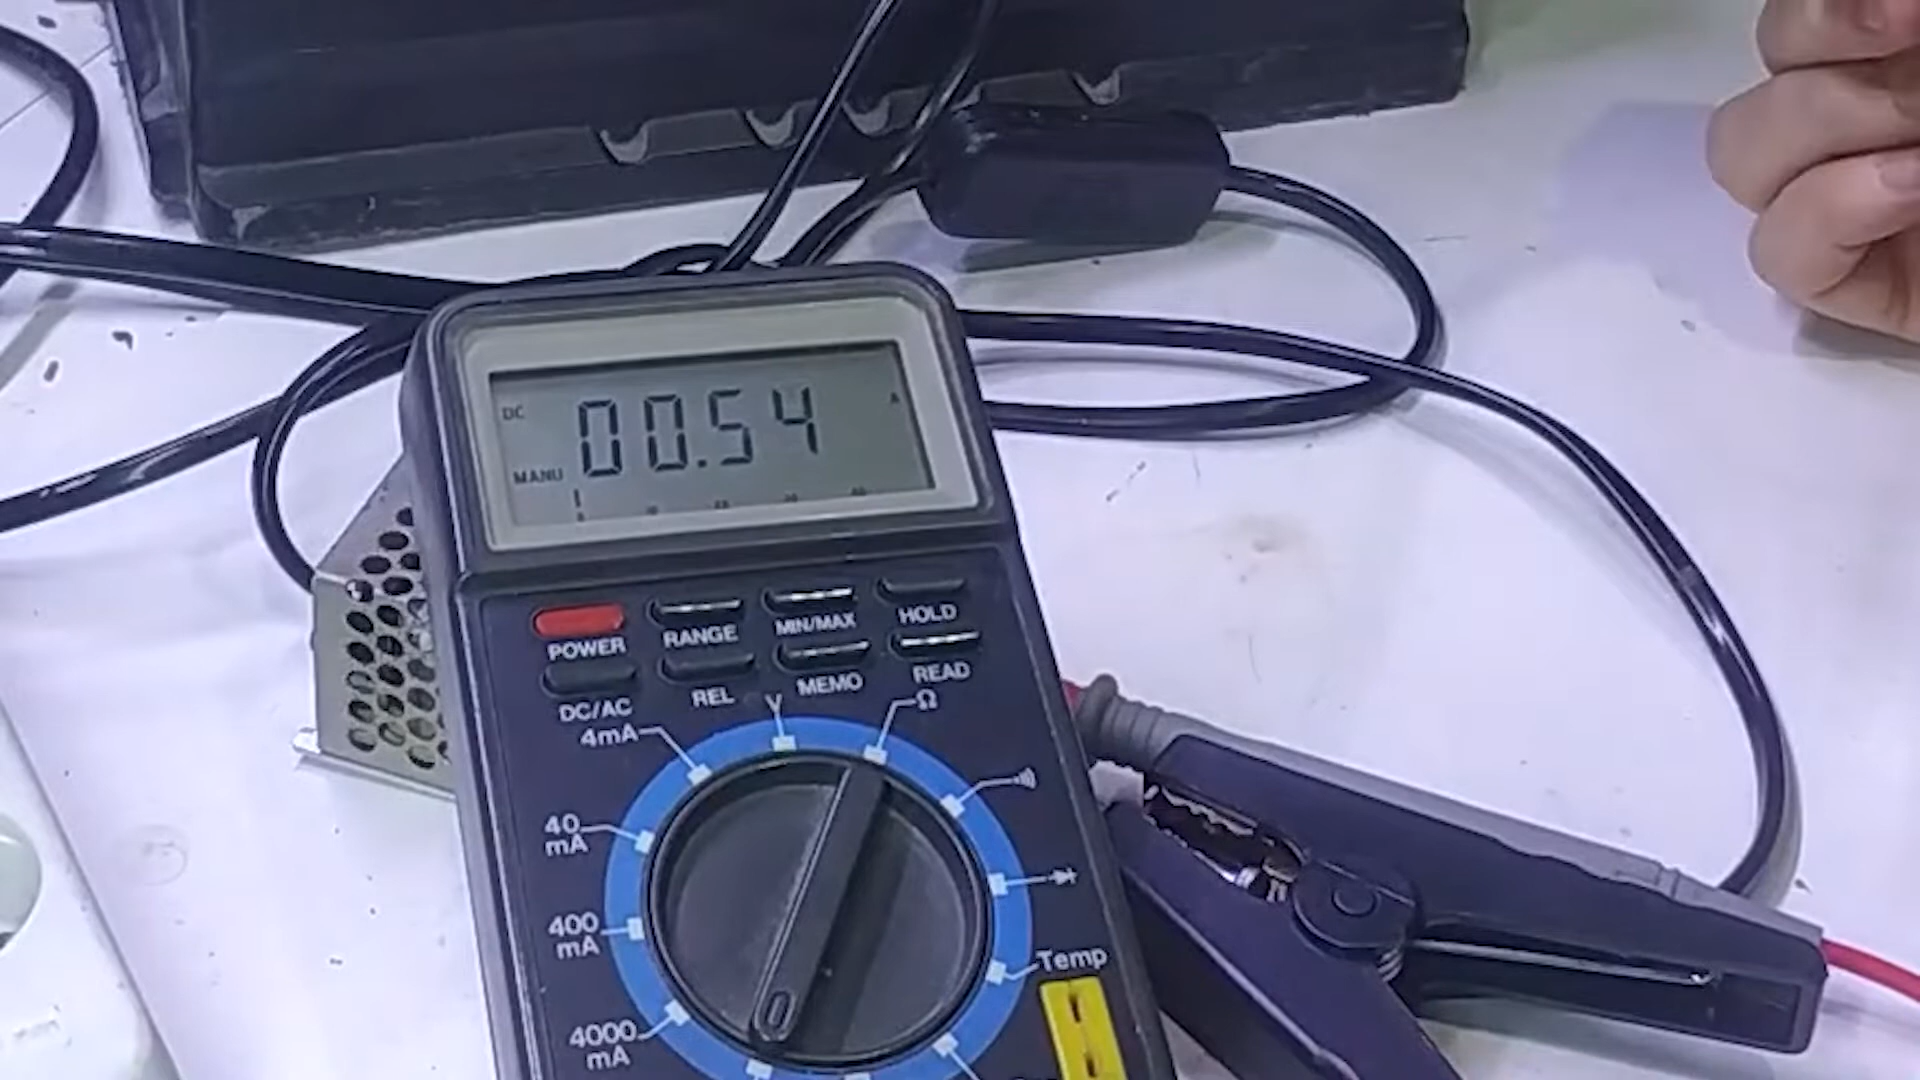 DC
00.54
A
MANU
POWER
RANGE
MIN/MAX
HOLD
DC/AC
REL
MEMO
READ
4mA
V
Ω
40
mA
400
mA
Temp
4000
mA